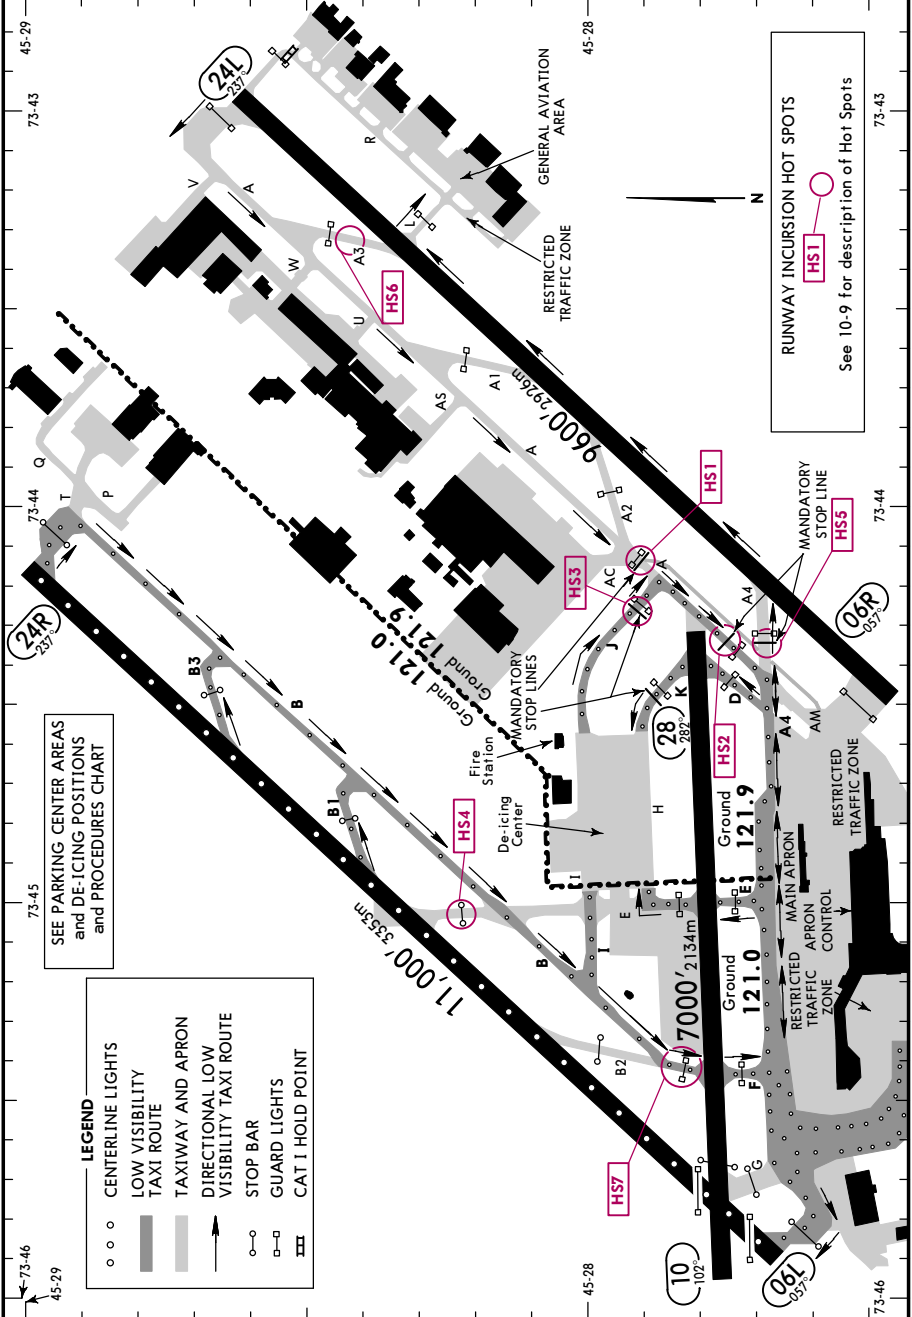 45-29
73-43
45-28
73-43
24L
237°
V
A
R
GENERAL AVIATION
AREA
W
A3
L
HS6
RESTRICTED
TRAFFIC ZONE
N
RUNWAY INCURSION HOT SPOTS
HS1
See 10-9 for description of Hot Spots
U
AS
A1
A
9600' 2926m
Q
T
P
73-44
A2
HS1
73-44
MANDATORY
STOP LINE
HS5
24R
237°
Ground 121.0
Ground 121.9
HS3
AC
A
A4
06R
057°
B3
B
J
MANDATORY
STOP LINES
K
D
28
282°
HS2
A4
AM
SEE PARKING CENTER AREAS
and DE-ICING POSITIONS
and PROCEDURES CHART
Fire
Station
De-icing
Center
B1
HS4
H
Ground
121.9
RESTRICTED
TRAFFIC ZONE
73-45
I
E
E
MAIN APRON
APRON
CONTROL
73-45
11,000' 3353m
B
I
7000' 2134m
Ground
121.0
RESTRICTED
TRAFFIC
ZONE
B2
F
HS7
G
LEGEND
CENTERLINE LIGHTS
LOW VISIBILITY
TAXI ROUTE
TAXIWAY AND APRON
DIRECTIONAL LOW
VISIBILITY TAXI ROUTE
STOP BAR
GUARD LIGHTS
CAT I HOLD POINT
10
102°
06L
057°
73-46
45-29
45-28
73-46